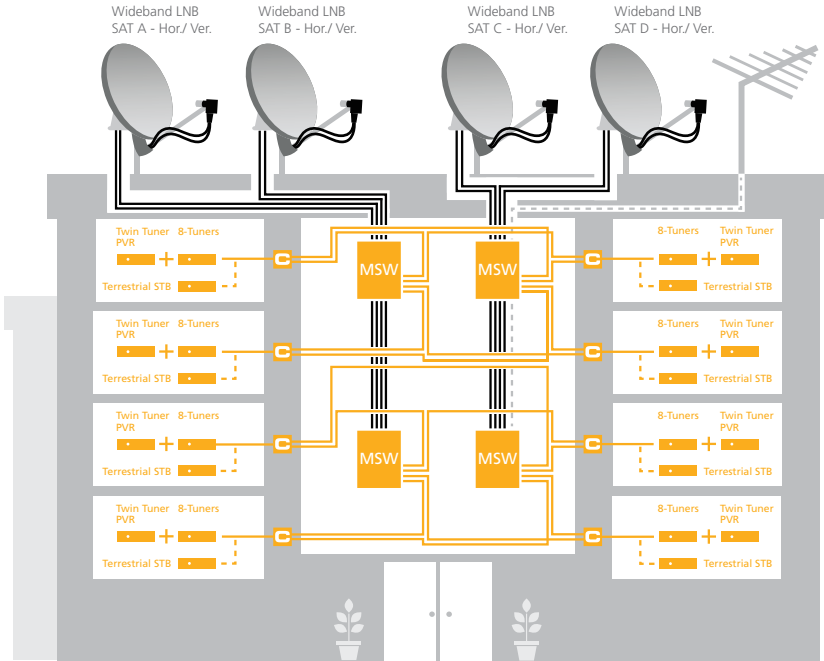 Wideband LNB
SAT A - Hor./ Ver.
Wideband LNB
SAT B - Hor./ Ver.
Wideband LNB
SAT C - Hor./ Ver.
Wideband LNB
SAT D - Hor./ Ver.
Twin Tuner
PVR
8-Tuners
Terrestrial STB
8-Tuners
Twin Tuner
PVR
Terrestrial STB
MSW
MSW
Twin Tuner
PVR
8-Tuners
Terrestrial STB
8-Tuners
Twin Tuner
PVR
Terrestrial STB
Twin Tuner
PVR
8-Tuners
Terrestrial STB
8-Tuners
Twin Tuner
PVR
Terrestrial STB
MSW
MSW
Twin Tuner
PVR
8-Tuners
Terrestrial STB
8-Tuners
Twin Tuner
PVR
Terrestrial STB